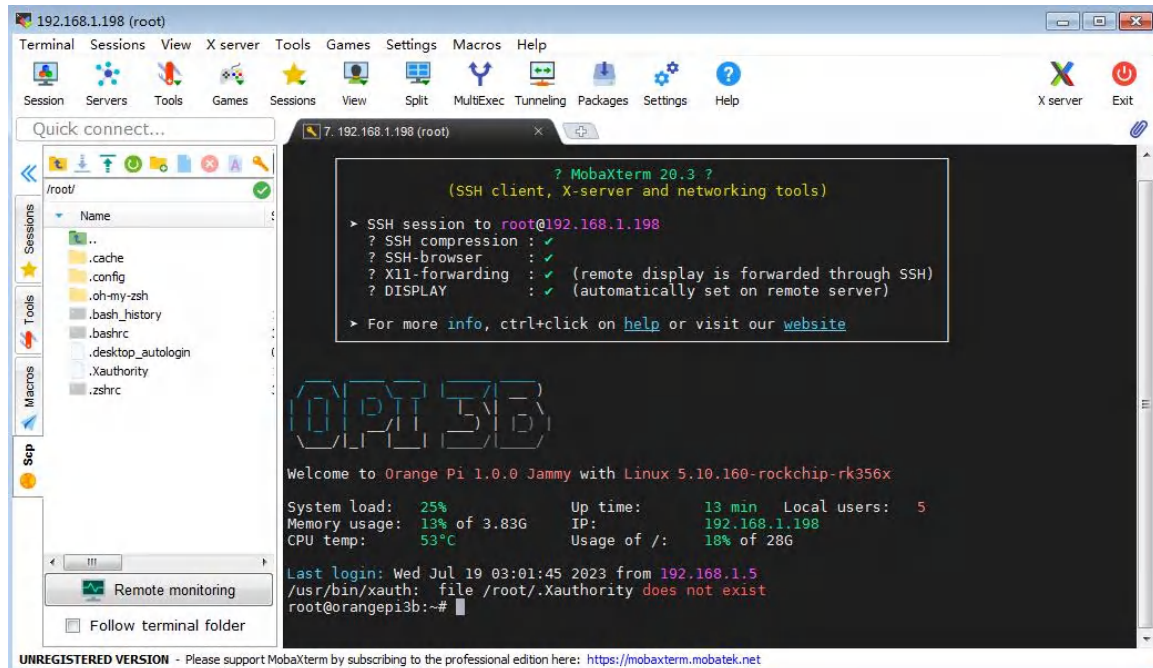 192.168.1.198 (root)
Terminal Sessions View X server Tools Games Settings Macros Help
Session Servers Tools Games Sessions View Split MultiExec Tunneling Packages Settings Help X server Exit
Quick connect...
7. 192.168.1.198 (root)
/root/
Name
..
.cache
.config
.oh-my-zsh
.bash_history
.bashrc
.desktop_autologin
.Xauthority
.zshrc
Sessions
Tools
Macros
Scp
Remote monitoring
Follow terminal folder
? MobaXterm 20.3 ?
(SSH client, X-server and networking tools)
➤ SSH session to root@192.168.1.198
? SSH compression : ✔
? SSH-browser : ✔
? X11-forwarding : ✔ (remote display is forwarded through SSH)
? DISPLAY : ✔ (automatically set on remote server)
➤ For more info, ctrl+click on help or visit our website
OPI 3B
Welcome to Orange Pi 1.0.0 Jammy with Linux 5.10.160-rockchip-rk356x
System load: 25% Up time: 13 min Local users: 5
Memory usage: 13% of 3.83G IP: 192.168.1.198
CPU temp: 53°C Usage of /: 18% of 28G
Last login: Wed Jul 19 03:01:45 2023 from 192.168.1.5
/usr/bin/xauth: file /root/.Xauthority does not exist
root@orangepi3b:~#
UNREGISTERED VERSION - Please support MobaXterm by subscribing to the professional edition here: https://mobaxterm.mobatek.net